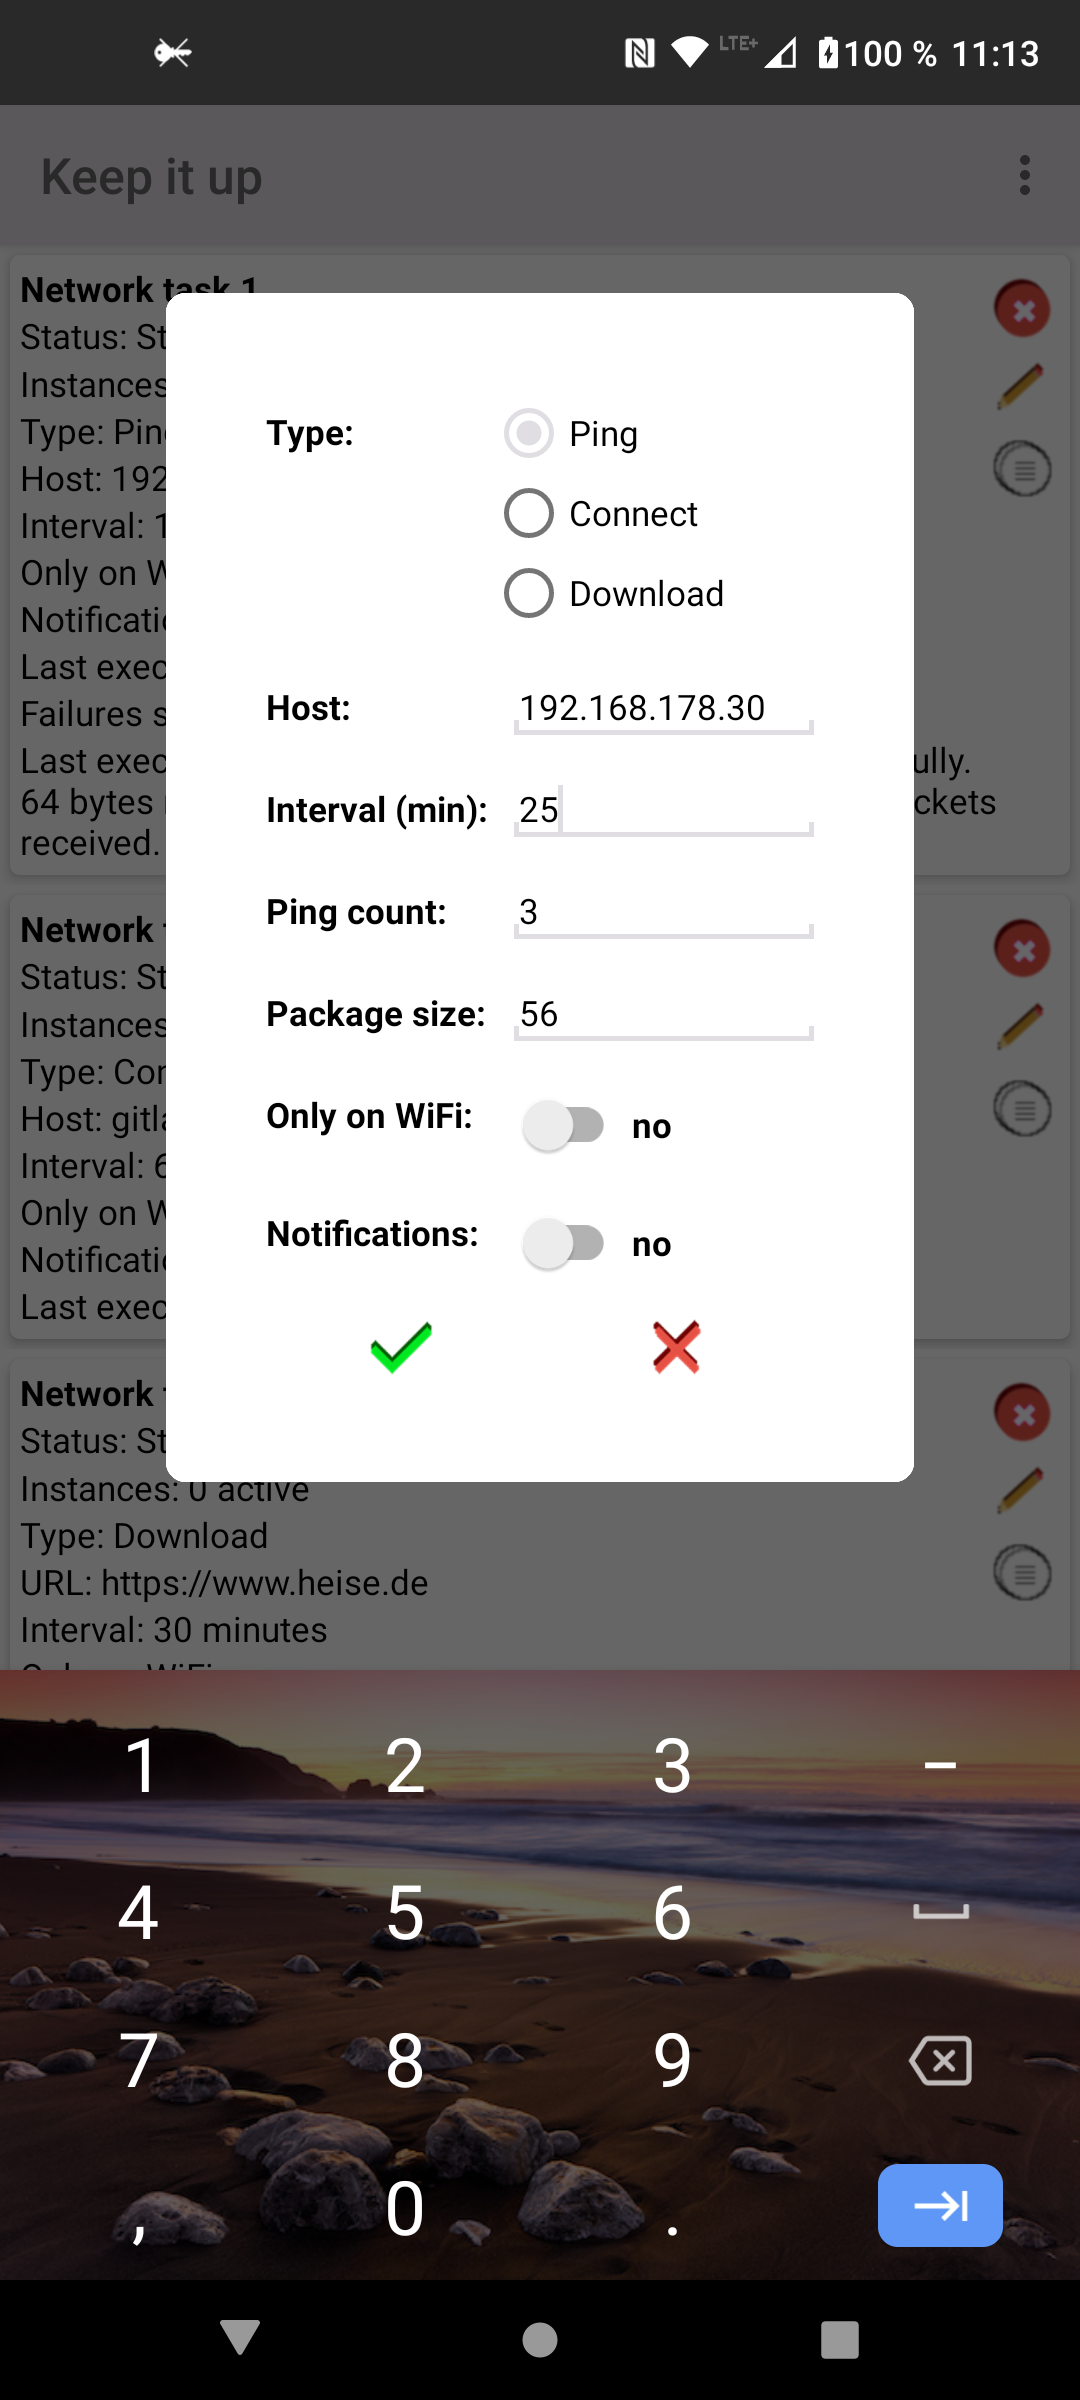 LTE+ 100 % 11:13
Keep it up
Network task 1
Status: St
Instances
Type: Pin
Host: 192
Interval: 1
Only on W
Notificati
Last exec
Failures s
Last exec ully.
64 bytes ckets
received.
Type: Ping
Connect
Download
Host: 192.168.178.30
Interval (min): 25
Ping count: 3
Package size: 56
Only on WiFi: no
Notifications: no
Network
Status: St
Instances
Type: Con
Host: gitla
Interval: 6
Only on W
Notificati
Last exec
Network
Status: St
Instances: 0 active
Type: Download
URL: https://www.heise.de
Interval: 30 minutes
1 2 3 –
4 5 6
7 8 9
, 0 .